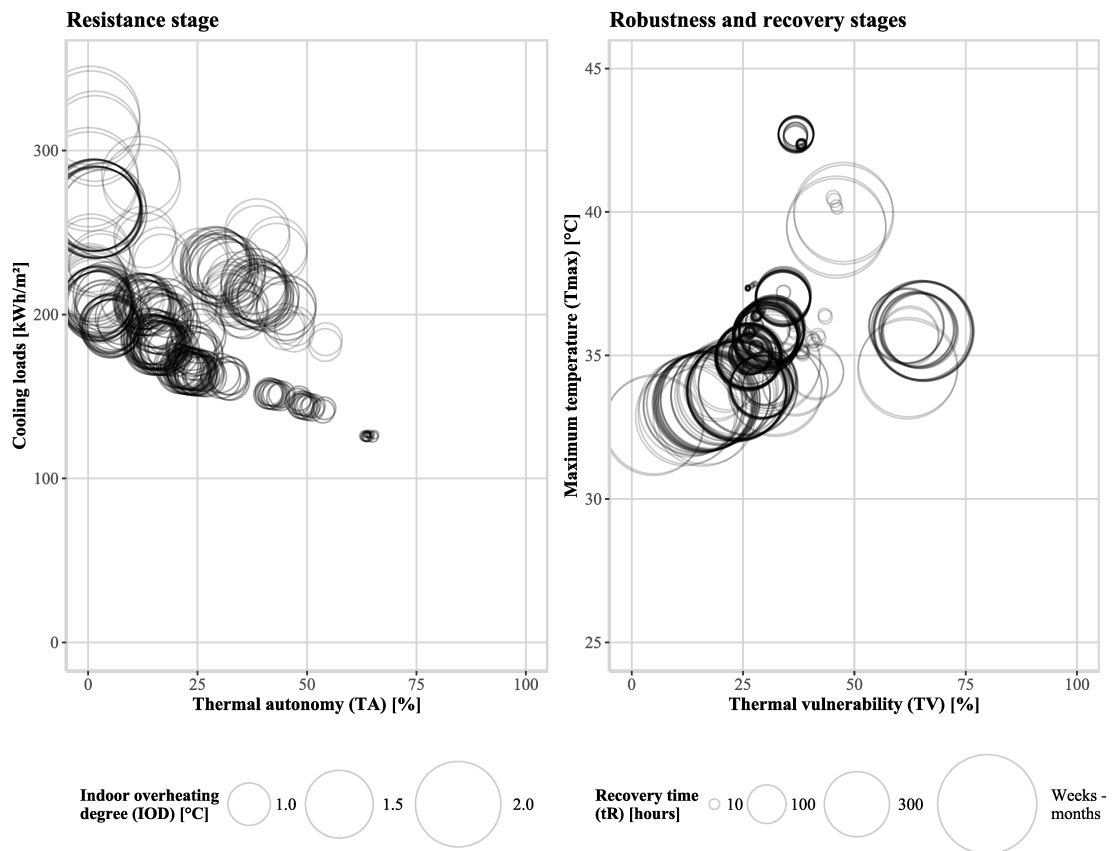 Resistance stage
Cooling loads [kWh/m²]
300
200
100
0
0 25 50 75 100
Thermal autonomy (TA) [%]
Indoor overheating
degree (IOD) [°C]
1.0 1.5 2.0
Robustness and recovery stages
Maximum temperature (Tmax) [°C]
45
40
35
30
25
0 25 50 75 100
Thermal vulnerability (TV) [%]
Recovery time
(tR) [hours]
10 100 300
Weeks -
months